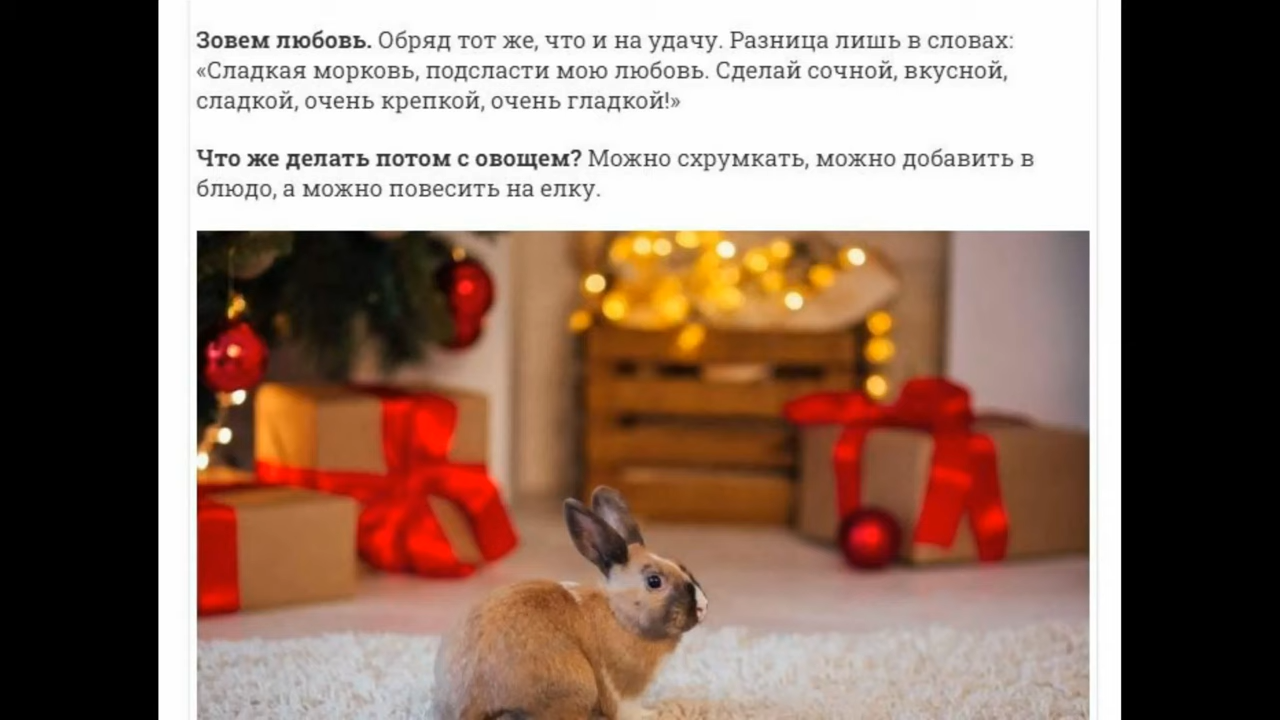 Зовем любовь. Обряд тот же, что и на удачу. Разница лишь в словах:
«Сладкая морковь, подсласти мою любовь. Сделай сочной, вкусной,
сладкой, очень крепкой, очень гладкой!»
Что же делать потом с овощем? Можно схрумкать, можно добавить в
блюдо, а можно повесить на елку.